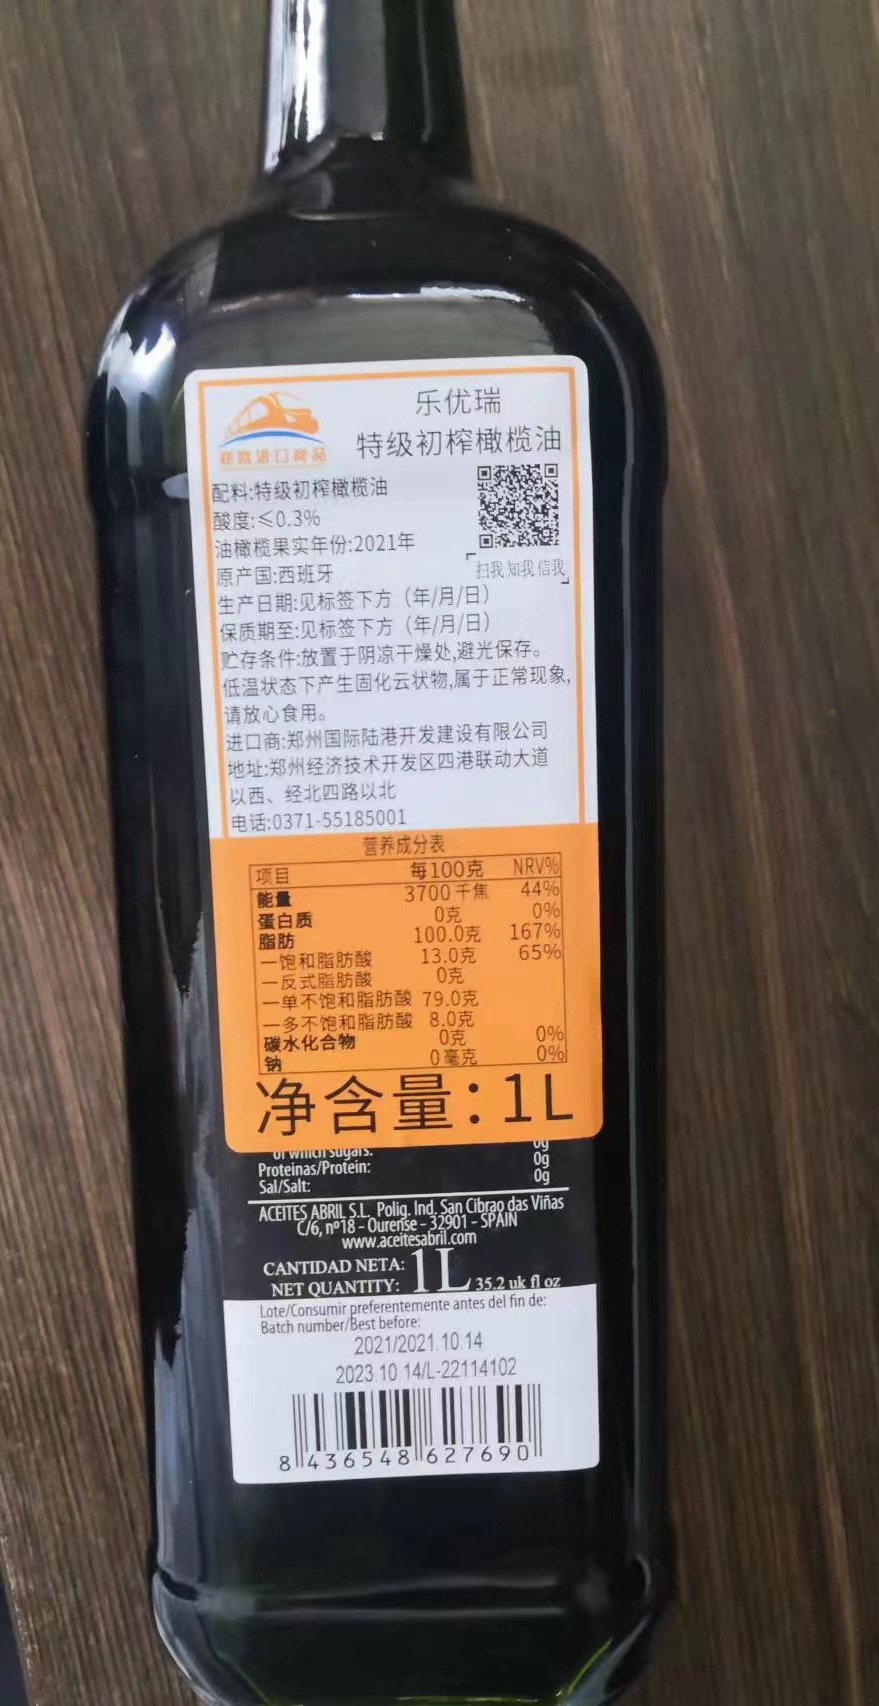 乐优瑞
特级初榨橄榄油
班欧进口商品
配料:特级初榨橄榄油
酸度:≤0.3%
油橄榄果实年份:2021年
原产国:西班牙
扫我知我信我
生产日期:见标签下方（年/月/日）
保质期至:见标签下方（年/月/日）
贮存条件:放置于阴凉干燥处,避光保存。
低温状态下产生固化云状物,属于正常现象,
请放心食用。
进口商:郑州国际陆港开发建设有限公司
地址:郑州经济技术开发区四港联动大道
以西、经北四路以北
电话:0371-55185001
营养成分表
项目 每100克 NRV%
能量 3700千焦 44%
蛋白质 0克 0%
脂肪 100.0克 167%
—饱和脂肪酸 13.0克 65%
—反式脂肪酸 0克
—单不饱和脂肪酸 79.0克
—多不饱和脂肪酸 8.0克
碳水化合物 0克 0%
钠 0毫克 0%
净含量:1L
of which sugars: 0g
Proteinas/Protein: 0g
Sal/Salt: 0g
ACEITES ABRIL S.L. Polig. Ind. San Cibrao das Viñas
C/6, nº18 - Ourense - 32901 - SPAIN
www.aceitesabril.com
CANTIDAD NETA:
NET QUANTITY: 1L 35.2 uk fl oz
Lote/Consumir preferentemente antes del fin de:
Batch number/Best before:
2021/2021.10.14
2023.10.14/L-22114102
8 436548 627690